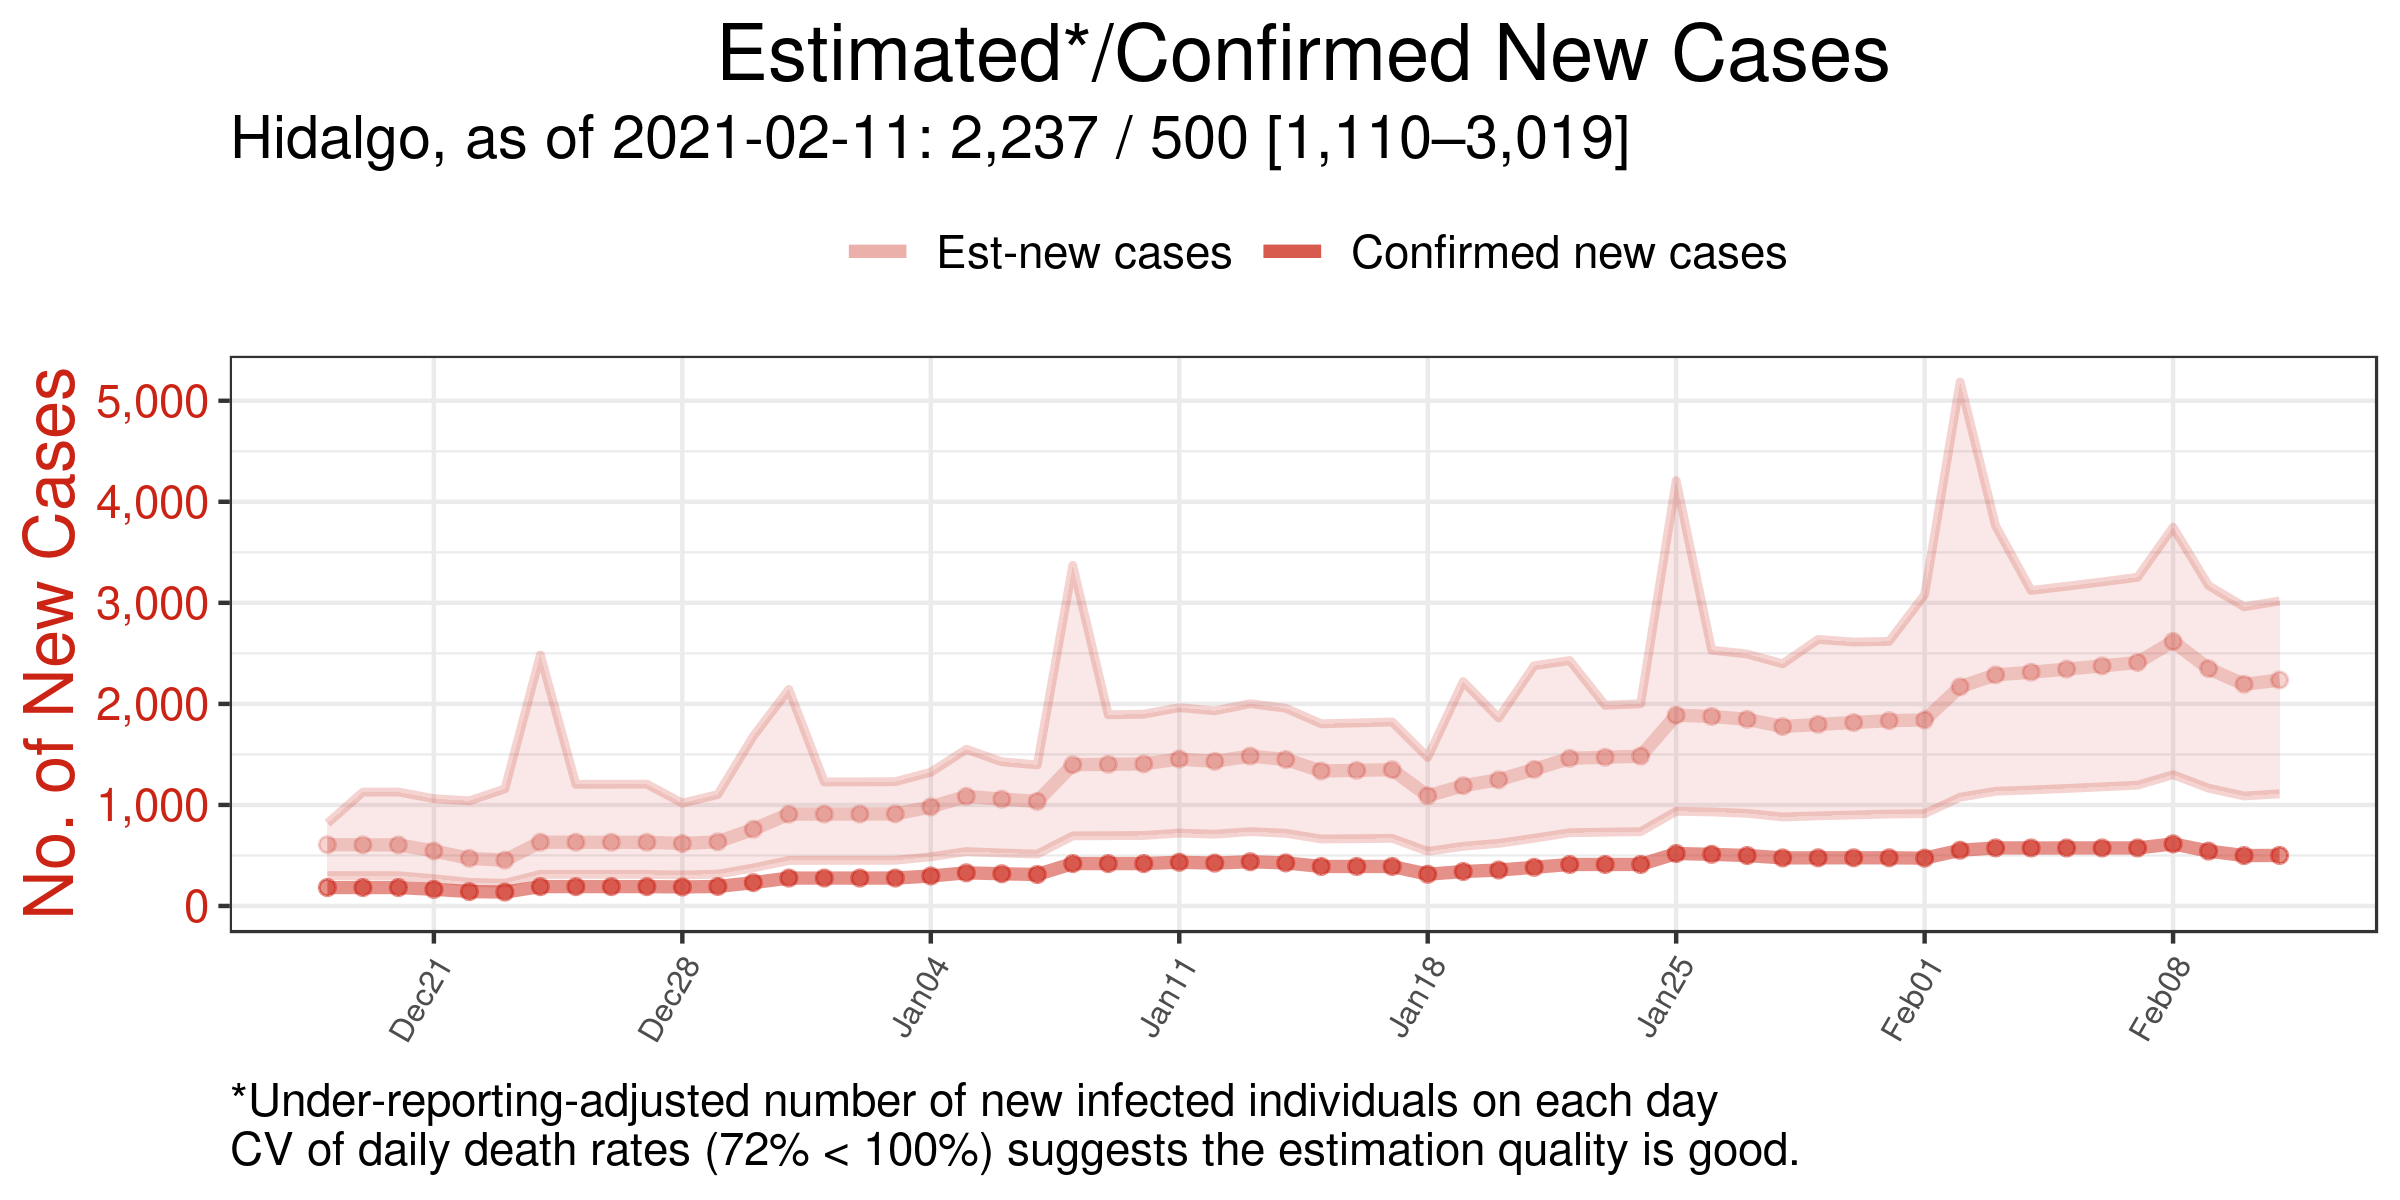 Estimated*/Confirmed New Cases
Hidalgo, as of 2021-02-11: 2,237 / 500 [1,110–3,019]
Est-new cases Confirmed new cases
No. of New Cases
5,000
4,000
3,000
2,000
1,000
0
Dec21 Dec28 Jan04 Jan11 Jan18 Jan25 Feb01 Feb08
*Under-reporting-adjusted number of new infected individuals on each day
CV of daily death rates (72% < 100%) suggests the estimation quality is good.